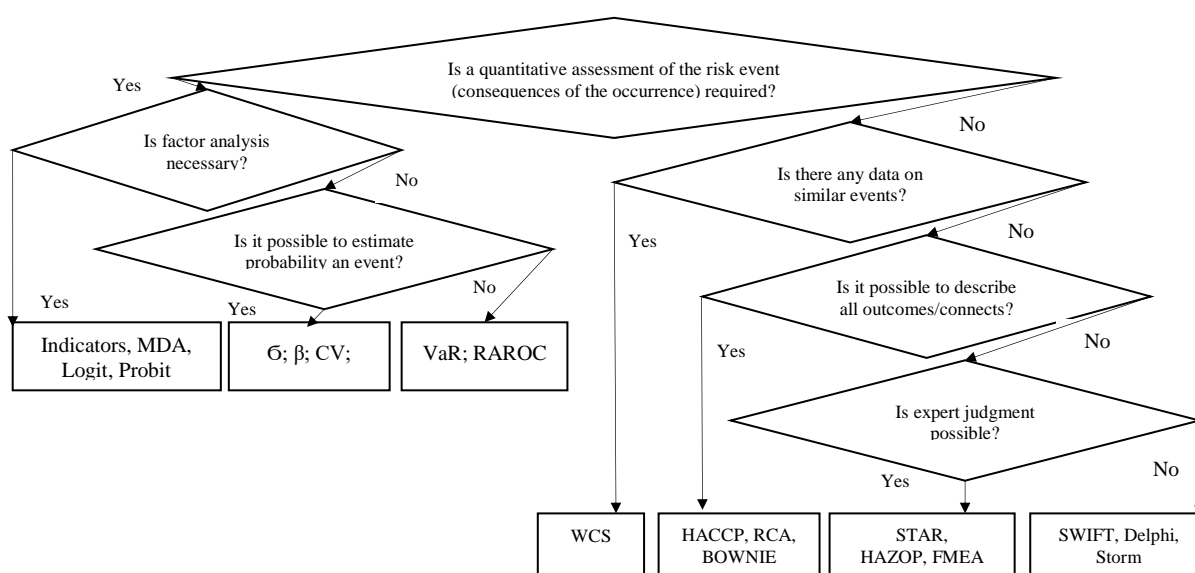 Is a quantitative assessment of the risk event
(consequences of the occurrence) required?
Yes
No
Is factor analysis
necessary?
Is there any data on
similar events?
No
Yes
No
Is it possible to estimate
probability an event?
Is it possible to describe
all outcomes/connects?
Yes
Yes
No
Yes
No
Indicators, MDA,
Logit, Probit
Ϭ; β; CV;
VaR; RAROC
Is expert judgment
possible?
Yes
No
WCS
HACCP, RCA,
BOWNIE
STAR,
HAZOP, FMEA
SWIFT, Delphi,
Storm